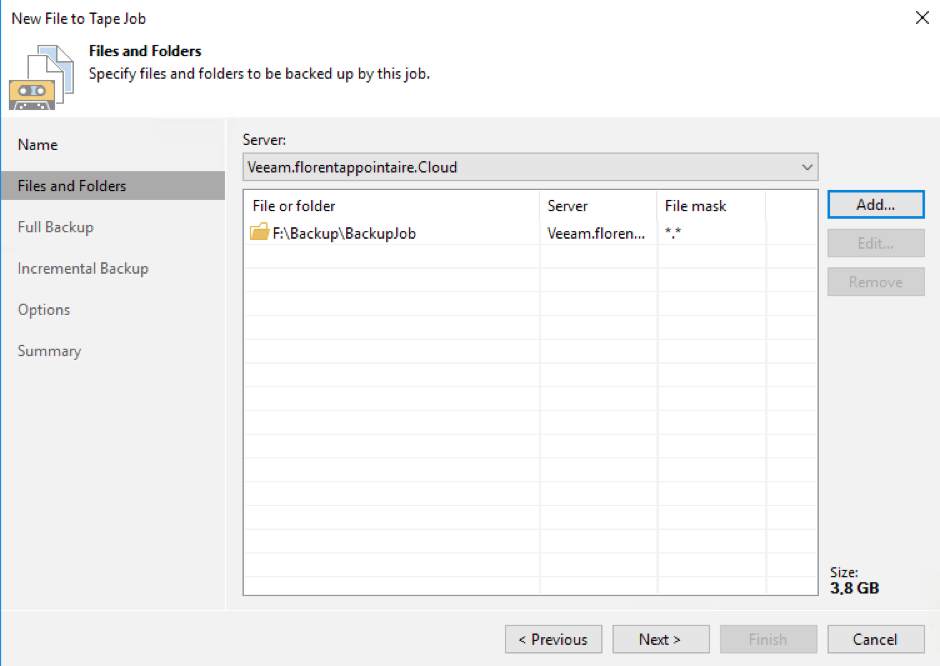 New File to Tape Job
Files and Folders
Specify files and folders to be backed up by this job.
Name
Files and Folders
Full Backup
Incremental Backup
Options
Summary
Server:
Veeam.florentappointaire.Cloud
File or folder Server File mask
F:\Backup\BackupJob Veeam.floren... *.*
Add...
Edit...
Remove
Size:
3,8 GB
< Previous Next > Finish Cancel